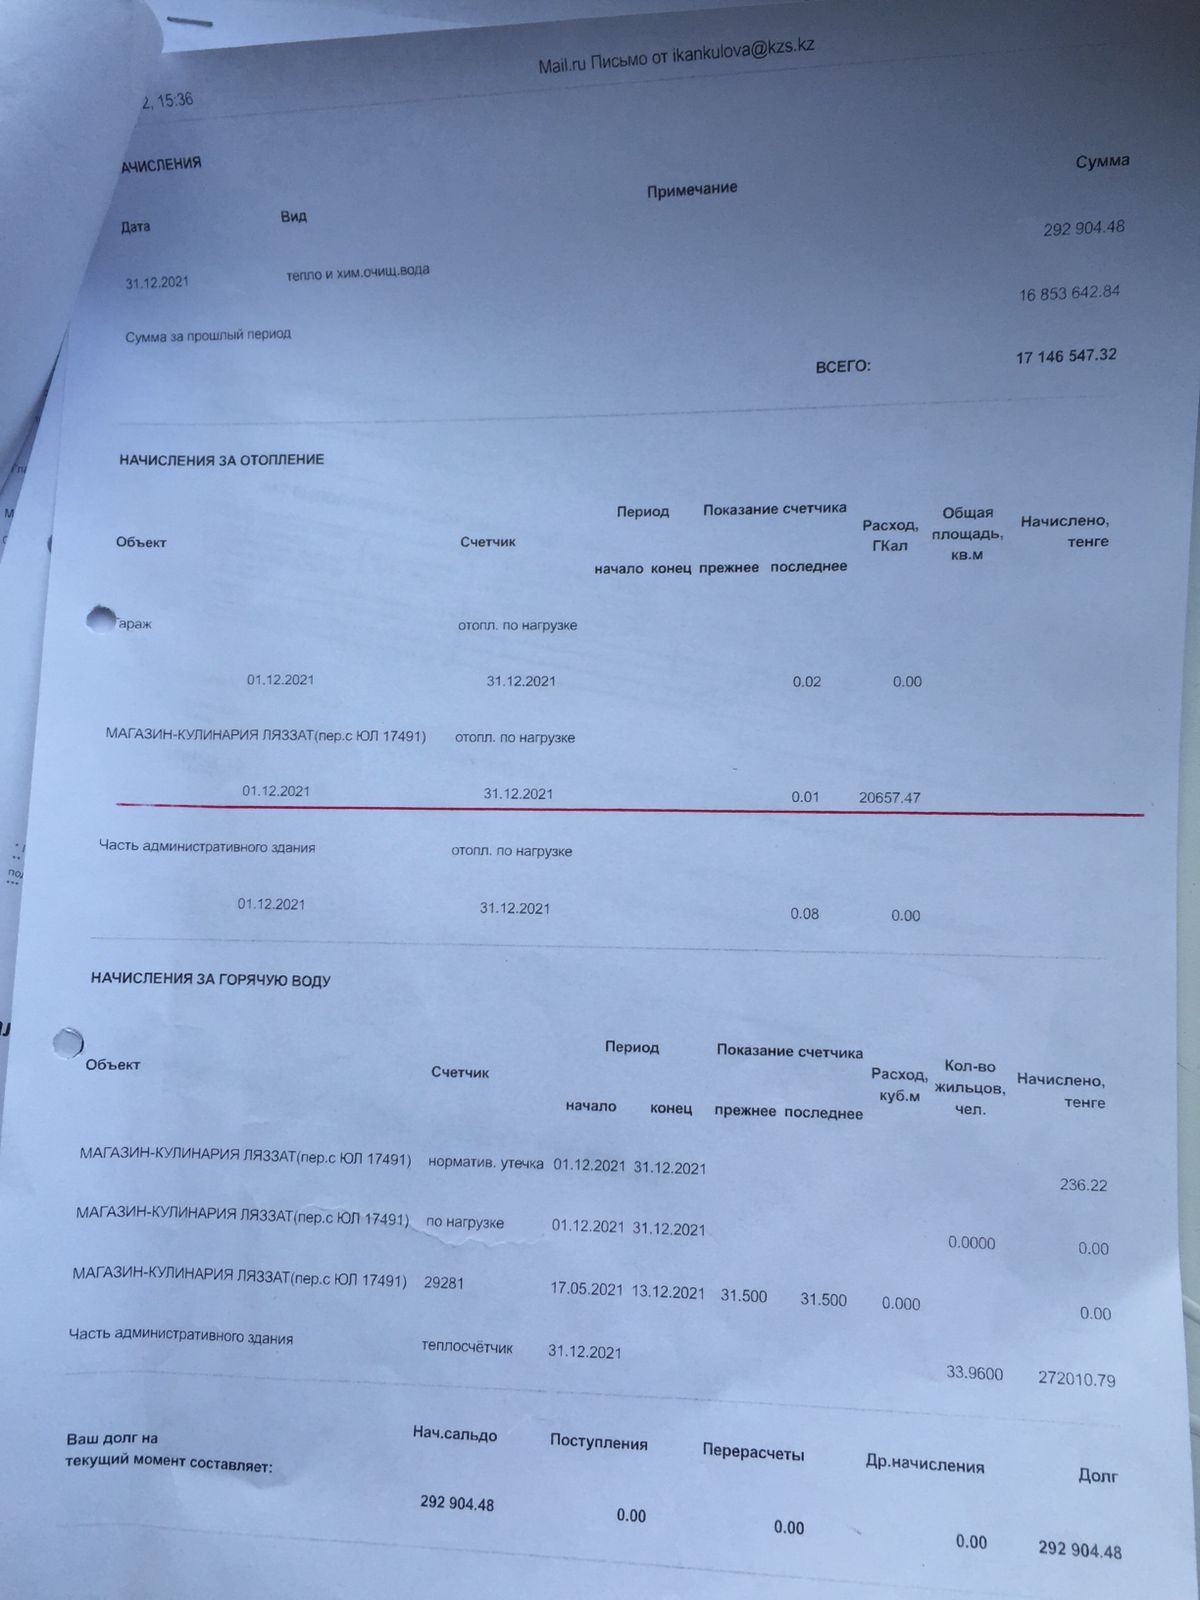 2, 15:36
Mail.ru Письмо от ikankulova@kzs.kz
АЧИСЛЕНИЯ
Дата Вид Примечание Сумма
31.12.2021 тепло и хим.очищ.вода 292 904.48
Сумма за прошлый период 16 853 642.84
ВСЕГО: 17 146 547.32
НАЧИСЛЕНИЯ ЗА ОТОПЛЕНИЕ
Объект Счетчик Период Показание счетчика Расход, ГКал Общая площадь, кв.м Начислено, тенге
начало конец прежнее последнее
араж отопл. по нагрузке
01.12.2021 31.12.2021 0.02 0.00
МАГАЗИН-КУЛИНАРИЯ ЛЯЗЗАТ(пер.с ЮЛ 17491) отопл. по нагрузке
01.12.2021 31.12.2021 0.01 20657.47
Часть административного здания отопл. по нагрузке
01.12.2021 31.12.2021 0.08 0.00
НАЧИСЛЕНИЯ ЗА ГОРЯЧУЮ ВОДУ
Объект Счетчик Период Показание счетчика Расход, куб.м Кол-во жильцов, чел. Начислено, тенге
начало конец прежнее последнее
МАГАЗИН-КУЛИНАРИЯ ЛЯЗЗАТ(пер.с ЮЛ 17491) норматив. утечка 01.12.2021 31.12.2021 236.22
МАГАЗИН-КУЛИНАРИЯ ЛЯЗЗАТ(пер.с ЮЛ 17491) по нагрузке 01.12.2021 31.12.2021 0.0000 0.00
МАГАЗИН-КУЛИНАРИЯ ЛЯЗЗАТ(пер.с ЮЛ 17491) 29281 17.05.2021 13.12.2021 31.500 31.500 0.000 0.00
Часть административного здания теплосчётчик 31.12.2021 33.9600 272010.79
Ваш долг на текущий момент составляет: Нач.сальдо Поступления Перерасчеты Др.начисления Долг
292 904.48 0.00 0.00 0.00 292 904.48